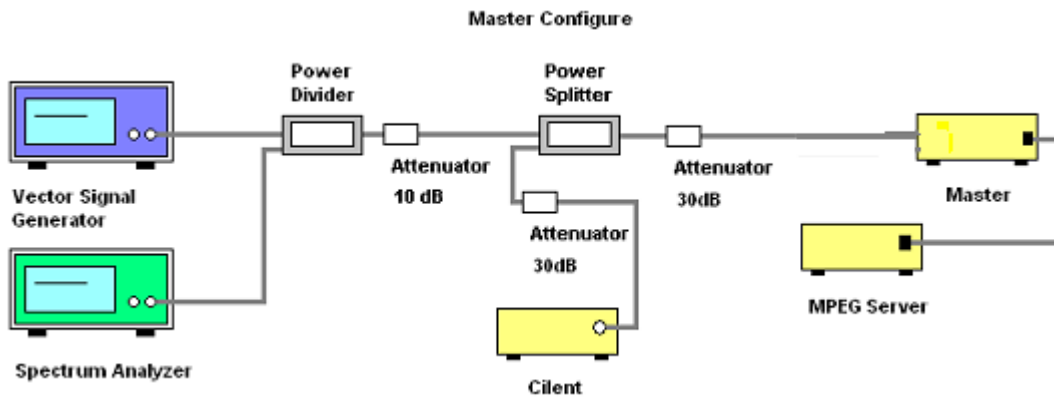 Master Configure
Power
Divider
Power
Splitter
Attenuator
10 dB
Attenuator
30dB
Vector Signal
Generator
Attenuator
30dB
Master
MPEG Server
Spectrum Analyzer
Cilent